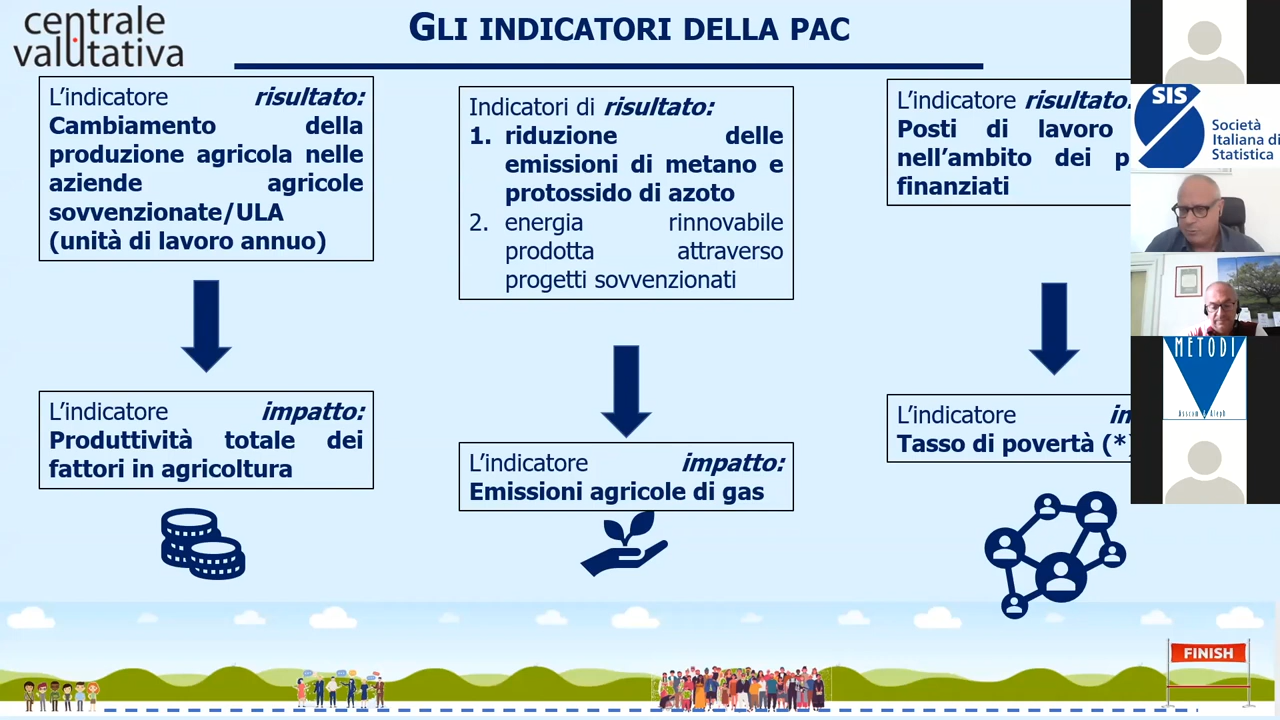 centrale
valutativa
GLI INDICATORI DELLA PAC
L'indicatore risultato:
Cambiamento della
produzione agricola nelle
aziende agricole
sovvenzionate/ULA
(unità di lavoro annuo)
L'indicatore impatto:
Produttività totale dei
fattori in agricoltura
Indicatori di risultato:
1. riduzione delle
emissioni di metano e
protossido di azoto
2. energia rinnovabile
prodotta attraverso
progetti sovvenzionati
L'indicatore impatto:
Emissioni agricole di gas
L'indicatore risultato:
Posti di lavoro
nell'ambito dei p
finanziati
L'indicatore im
Tasso di povertà (*)
SIS
Società
Italiana di
Statistica
METODI
FINISH